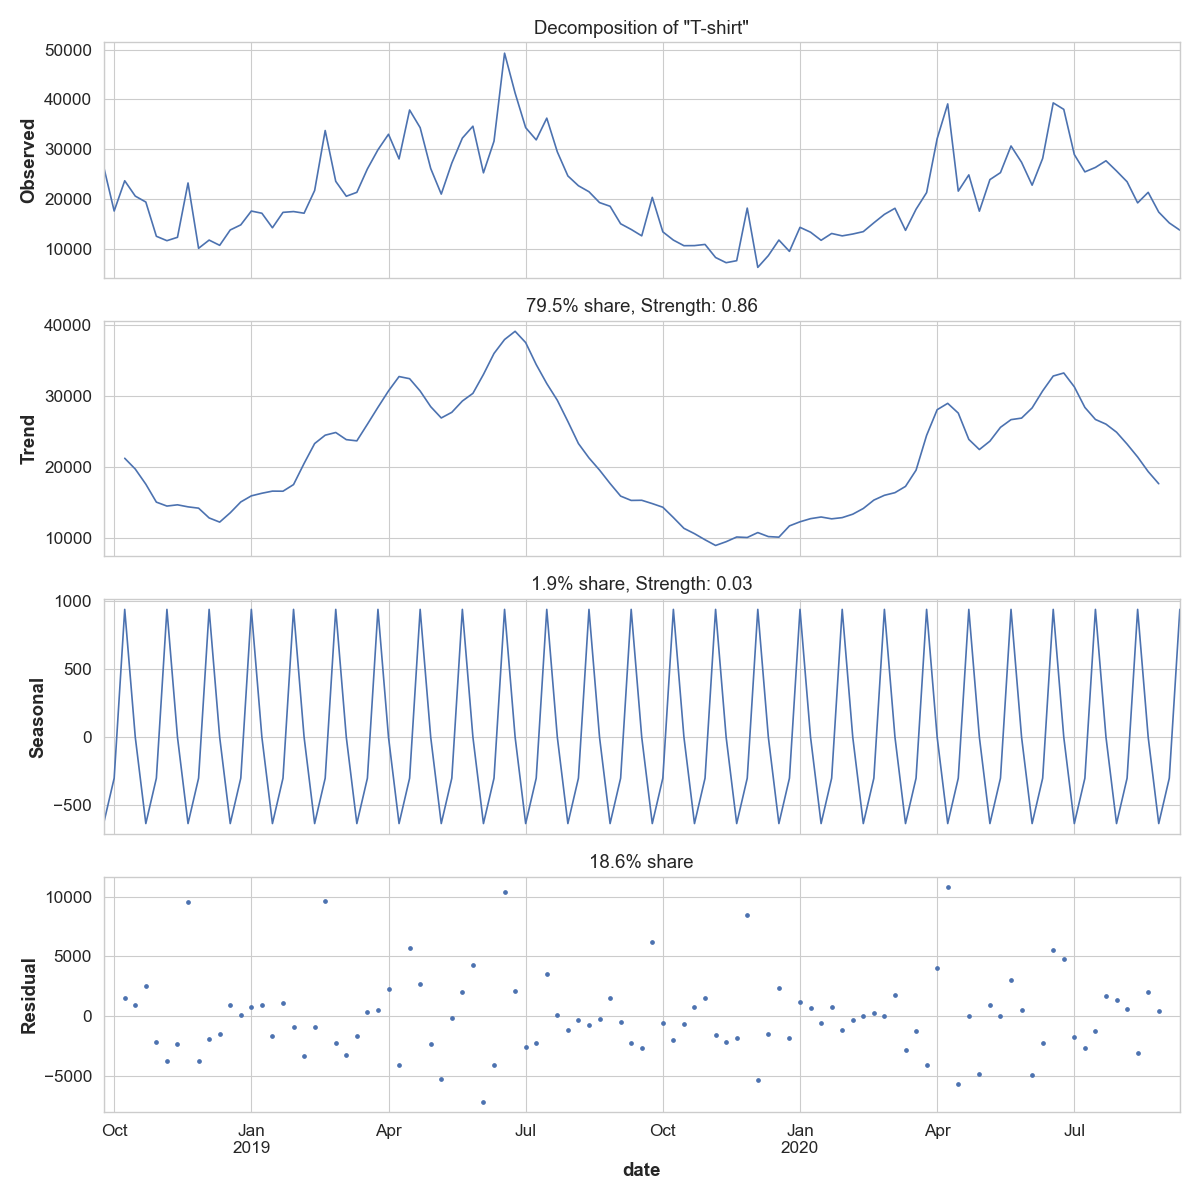 Decomposition of "T-shirt"
50000
40000
30000
20000
10000
Observed
79.5% share, Strength: 0.86
40000
30000
20000
10000
Trend
1.9% share, Strength: 0.03
1000
500
0
−500
Seasonal
18.6% share
10000
5000
0
−5000
Residual
Oct Jan Apr Jul Oct Jan Apr Jul
2019 2020
date